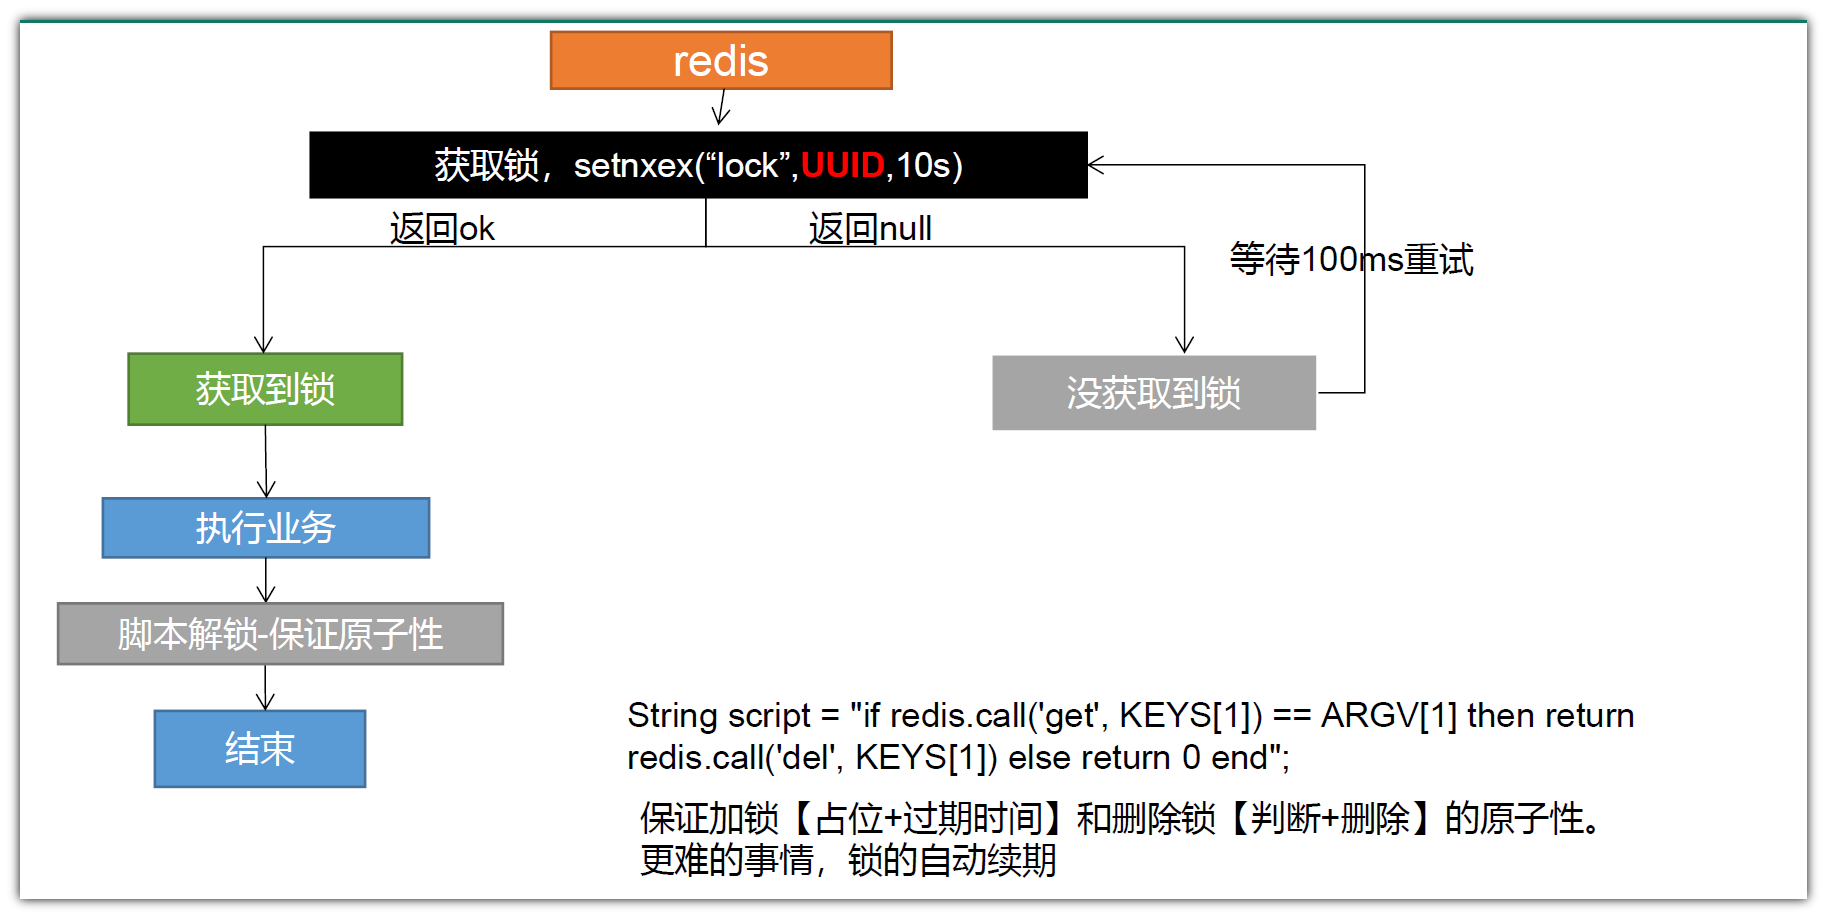 redis
获取锁，setnxex(“lock”,UUID,10s)
返回ok
返回null
等待100ms重试
获取到锁
没获取到锁
执行业务
脚本解锁-保证原子性
结束
String script = "if redis.call('get', KEYS[1]) == ARGV[1] then return
redis.call('del', KEYS[1]) else return 0 end";
保证加锁【占位+过期时间】和删除锁【判断+删除】的原子性。
更难的事情，锁的自动续期